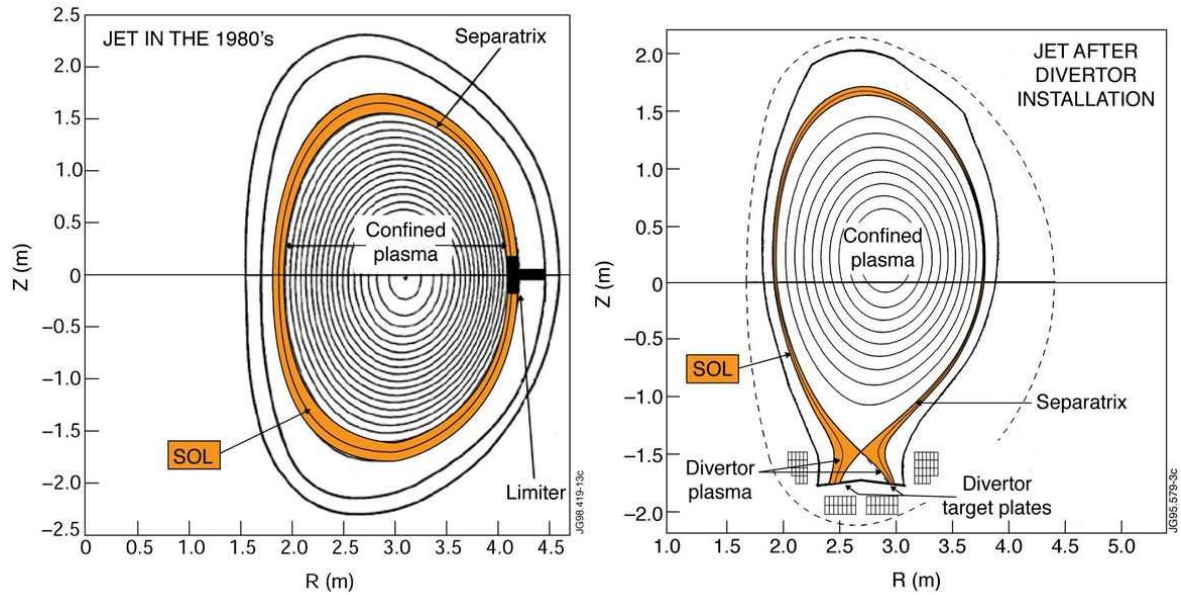 JET IN THE 1980's
Separatrix
Confined
plasma
SOL
Limiter
2.5
2.0
1.5
1.0
0.5
0
−0.5
−1.0
−1.5
−2.0
−2.5
Z (m)
0 0.5 1.0 1.5 2.0 2.5 3.0 3.5 4.0 4.5
R (m)
JG98.419-13c
JET AFTER
DIVERTOR
INSTALLATION
Confined
plasma
SOL
Separatrix
Divertor
plasma
Divertor
target plates
2.0
1.5
1.0
0.5
0
−0.5
−1.0
−1.5
−2.0
Z (m)
1.0 1.5 2.0 2.5 3.0 3.5 4.0 4.5 5.0
R (m)
JG95.579-3c